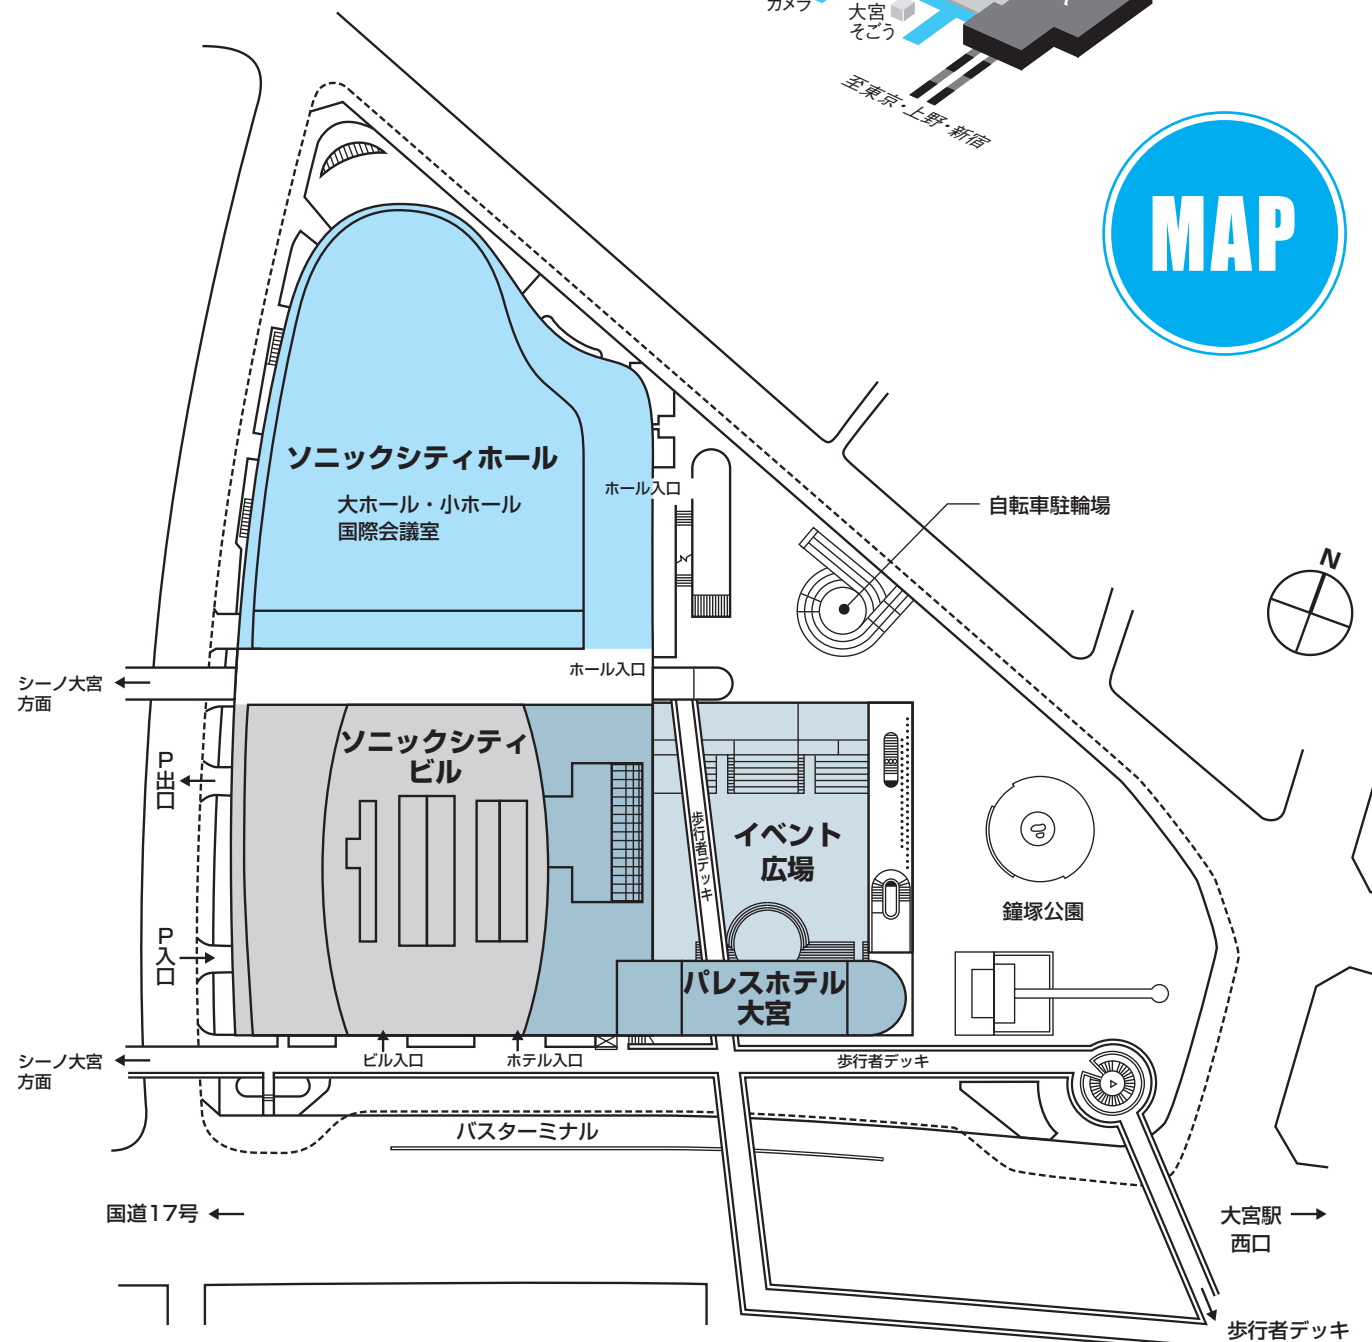 カメラ
大宮
そごう
至東京・上野・新宿
MAP
N
ソニックシティホール
大ホール・小ホール
国際会議室
ホール入口
自転車駐輪場
ホール入口
シーノ大宮
方面
P出口
ソニックシティ
ビル
歩行者デッキ
イベント
広場
鐘塚公園
P入口
パレスホテル
大宮
シーノ大宮
方面
ビル入口
ホテル入口
歩行者デッキ
バスターミナル
国道17号
大宮駅
西口
歩行者デッキ